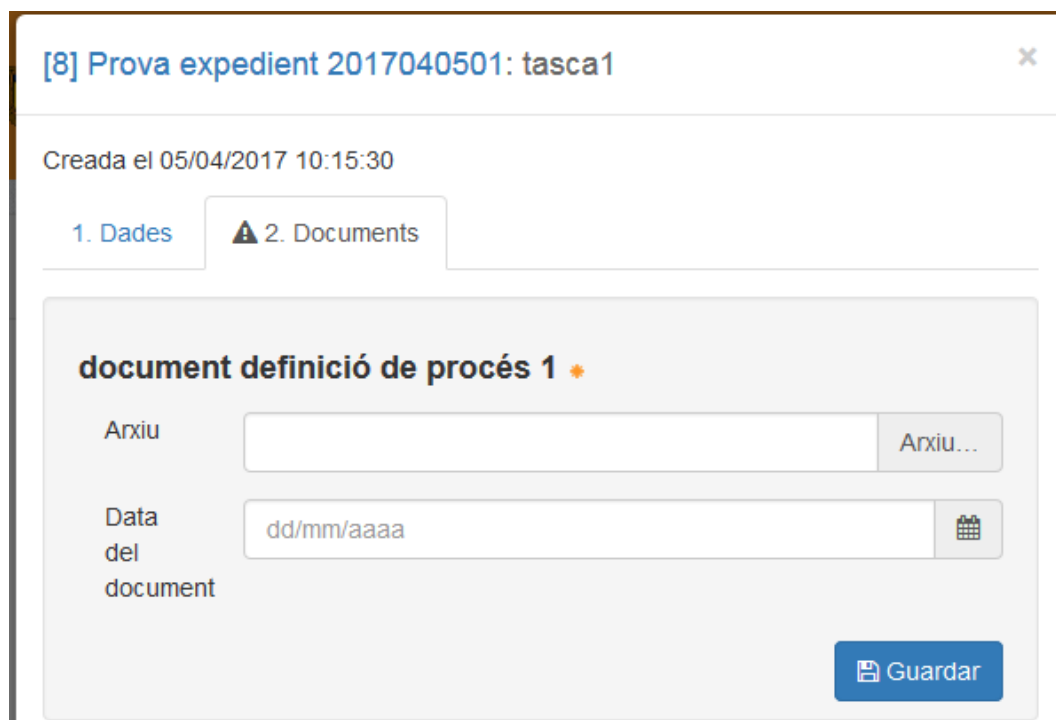 [8] Prova expedient 2017040501: tasca1
×
Creada el 05/04/2017 10:15:30
1. Dades
2. Documents
document definició de procés 1
Arxiu
Arxiu...
Data
del
document
dd/mm/aaaa
Guardar